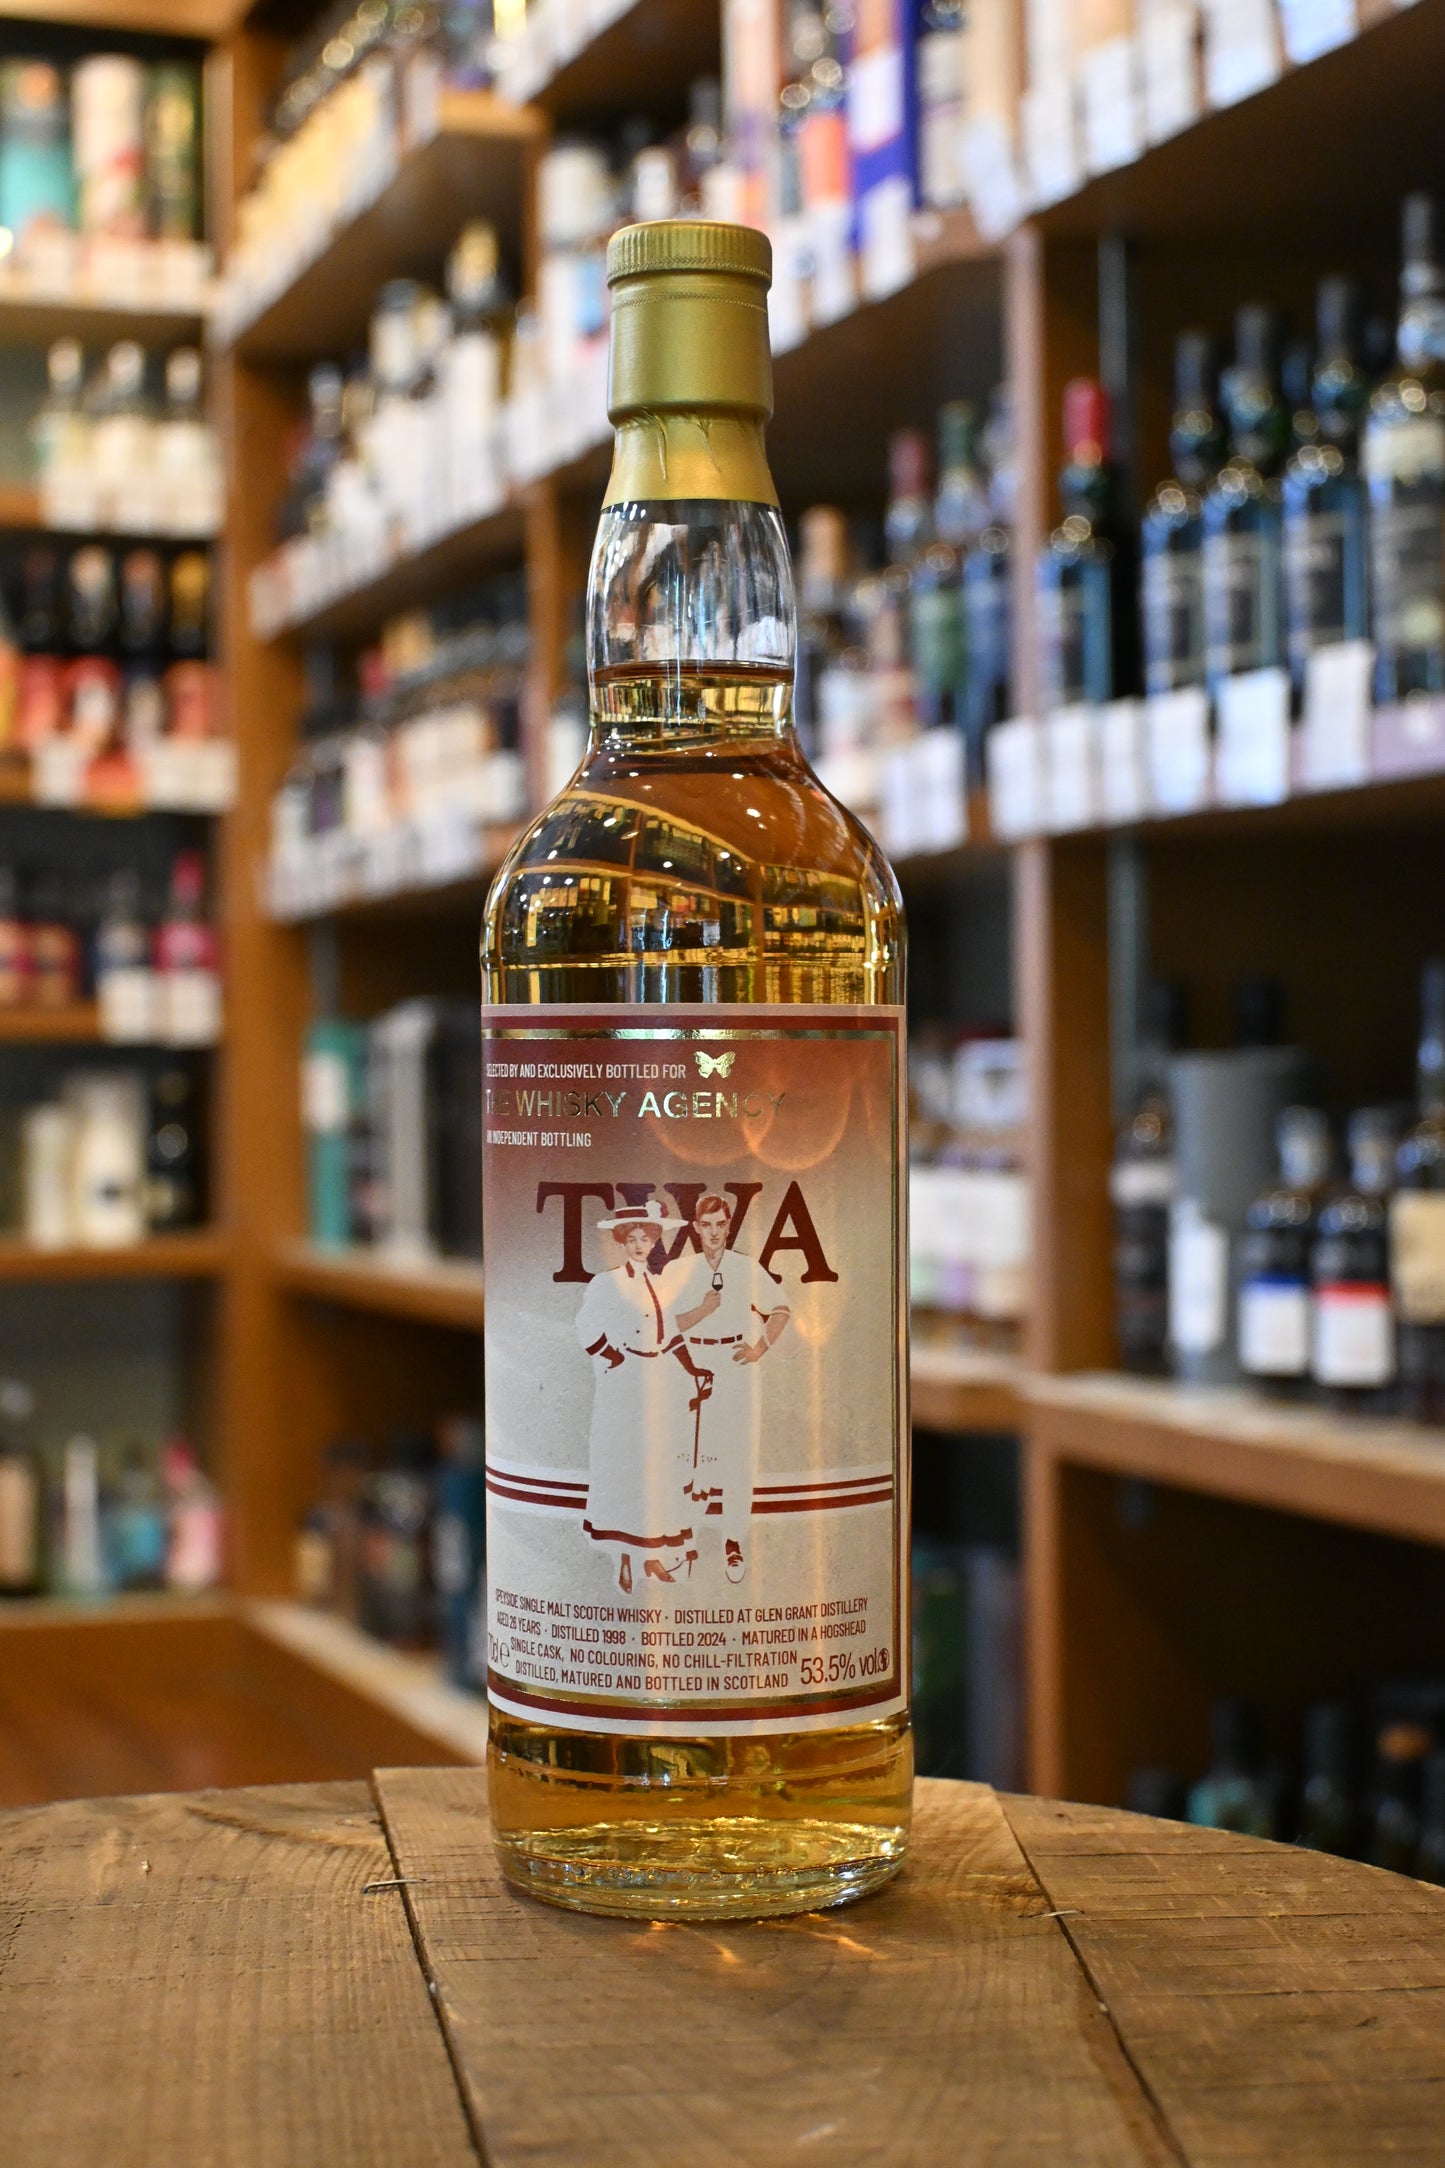 SELECTED BY AND EXCLUSIVELY BOTTLED FOR
THE WHISKY AGENCY
AN INDEPENDENT BOTTLING
TWA
SPEYSIDE SINGLE MALT SCOTCH WHISKY · DISTILLED AT GLEN GRANT DISTILLERY
AGED 26 YEARS · DISTILLED 1998 · BOTTLED 2024 · MATURED IN A HOGSHEAD
SINGLE CASK, NO COLOURING, NO CHILL-FILTRATION
70cl e
DISTILLED, MATURED AND BOTTLED IN SCOTLAND
53.5% vol.